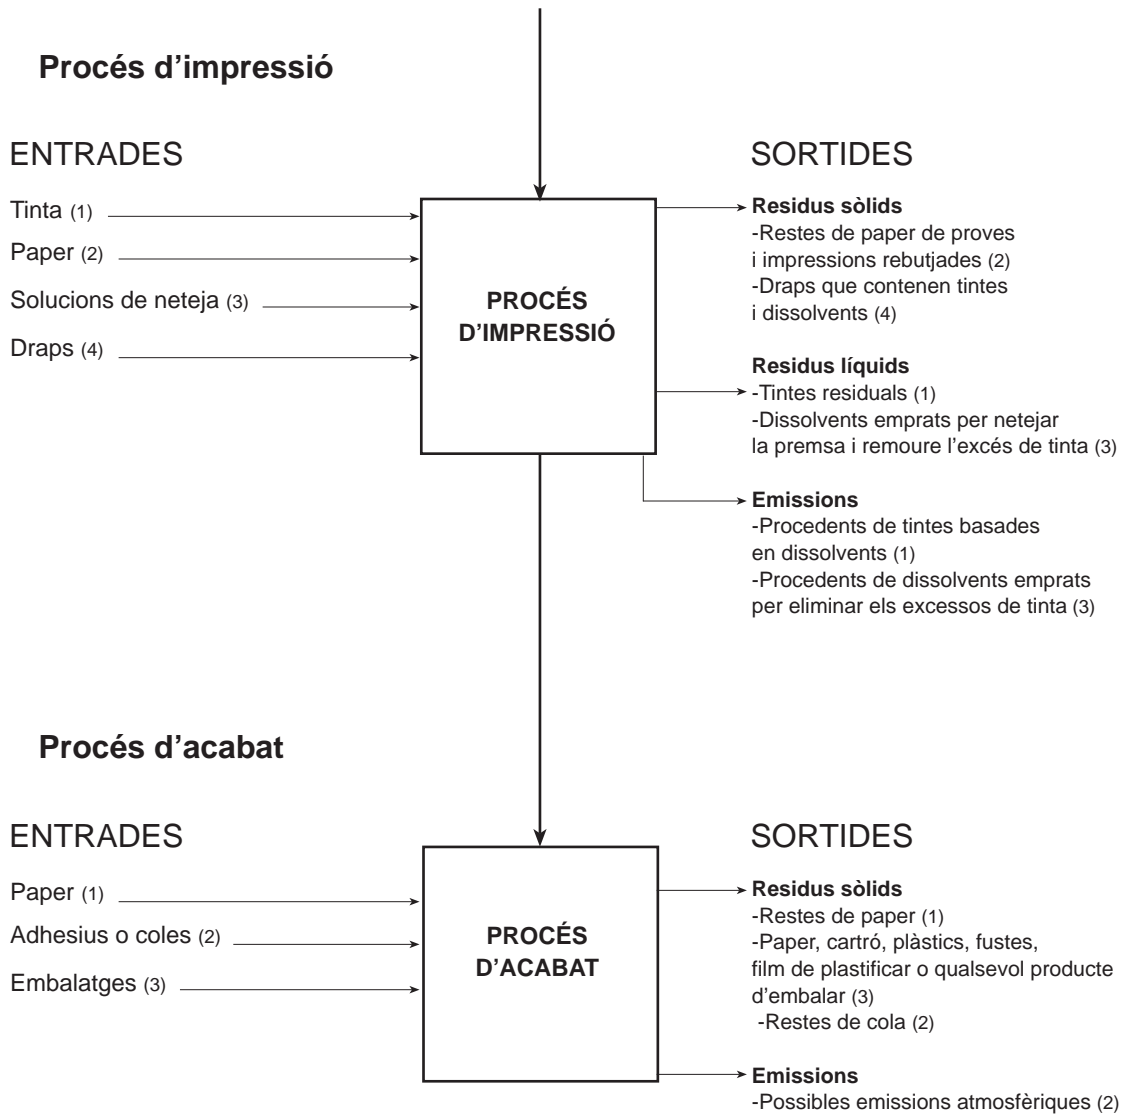 Procés d’impressió
ENTRADES
Tinta (1)
Paper (2)
Solucions de neteja (3)
Draps (4)
PROCÉS
D’IMPRESSIÓ
SORTIDES
Residus sòlids
-Restes de paper de proves
i impressions rebutjades (2)
-Draps que contenen tintes
i dissolvents (4)
Residus líquids
-Tintes residuals (1)
-Dissolvents emprats per netejar
la premsa i remoure l’excés de tinta (3)
Emissions
-Procedents de tintes basades
en dissolvents (1)
-Procedents de dissolvents emprats
per eliminar els excessos de tinta (3)
Procés d’acabat
ENTRADES
Paper (1)
Adhesius o coles (2)
Embalatges (3)
PROCÉS
D’ACABAT
SORTIDES
Residus sòlids
-Restes de paper (1)
-Paper, cartró, plàstics, fustes,
film de plastificar o qualsevol producte
d’embalar (3)
-Restes de cola (2)
Emissions
-Possibles emissions atmosfèriques (2)